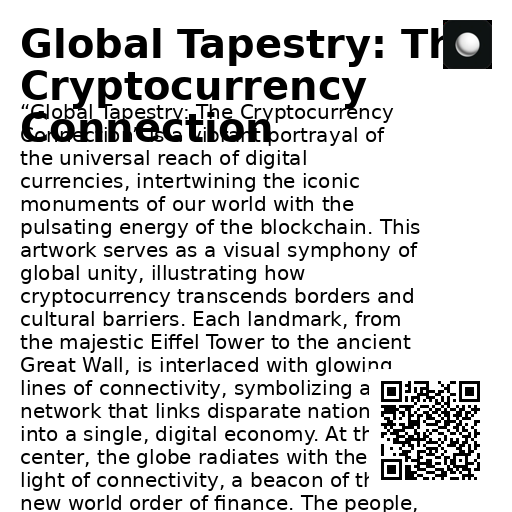 Global Tapestry: Th
Cryptocurrency
Connection
“Global Tapestry: The Cryptocurrency
Connection” is a vibrant portrayal of
the universal reach of digital
currencies, intertwining the iconic
monuments of our world with the
pulsating energy of the blockchain. This
artwork serves as a visual symphony of
global unity, illustrating how
cryptocurrency transcends borders and
cultural barriers. Each landmark, from
the majestic Eiffel Tower to the ancient
Great Wall, is interlaced with glowing
lines of connectivity, symbolizing a
network that links disparate nation
into a single, digital economy. At th
center, the globe radiates with the
light of connectivity, a beacon of th
new world order of finance. The people,